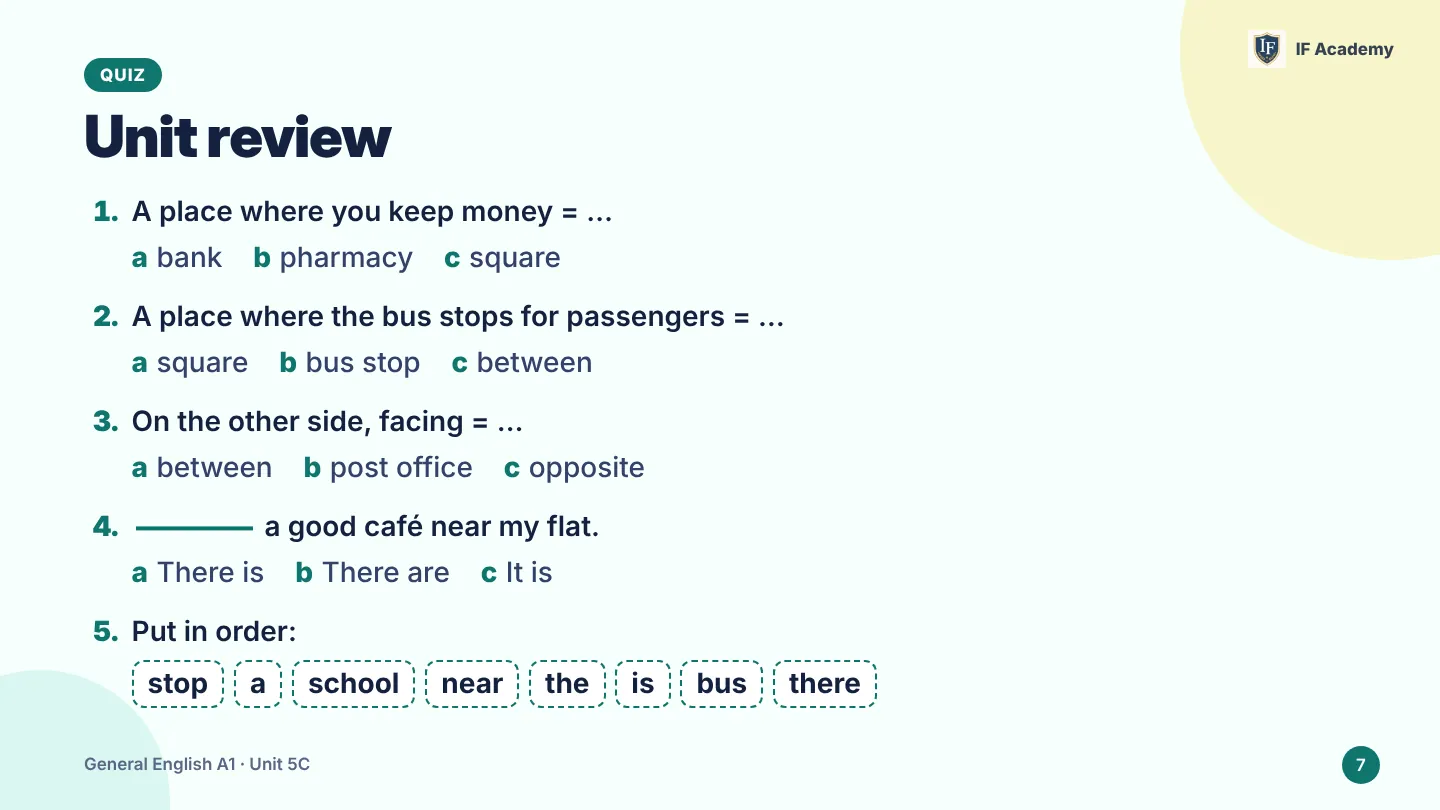 IF
IF Academy
QUIZ
Unit review
1. A place where you keep money = ...
a bank b pharmacy c square
2. A place where the bus stops for passengers = ...
a square b bus stop c between
3. On the other side, facing = ...
a between b post office c opposite
4. ________ a good café near my flat.
a There is b There are c It is
5. Put in order:
stop a school near the is bus there
General English A1 · Unit 5C
7